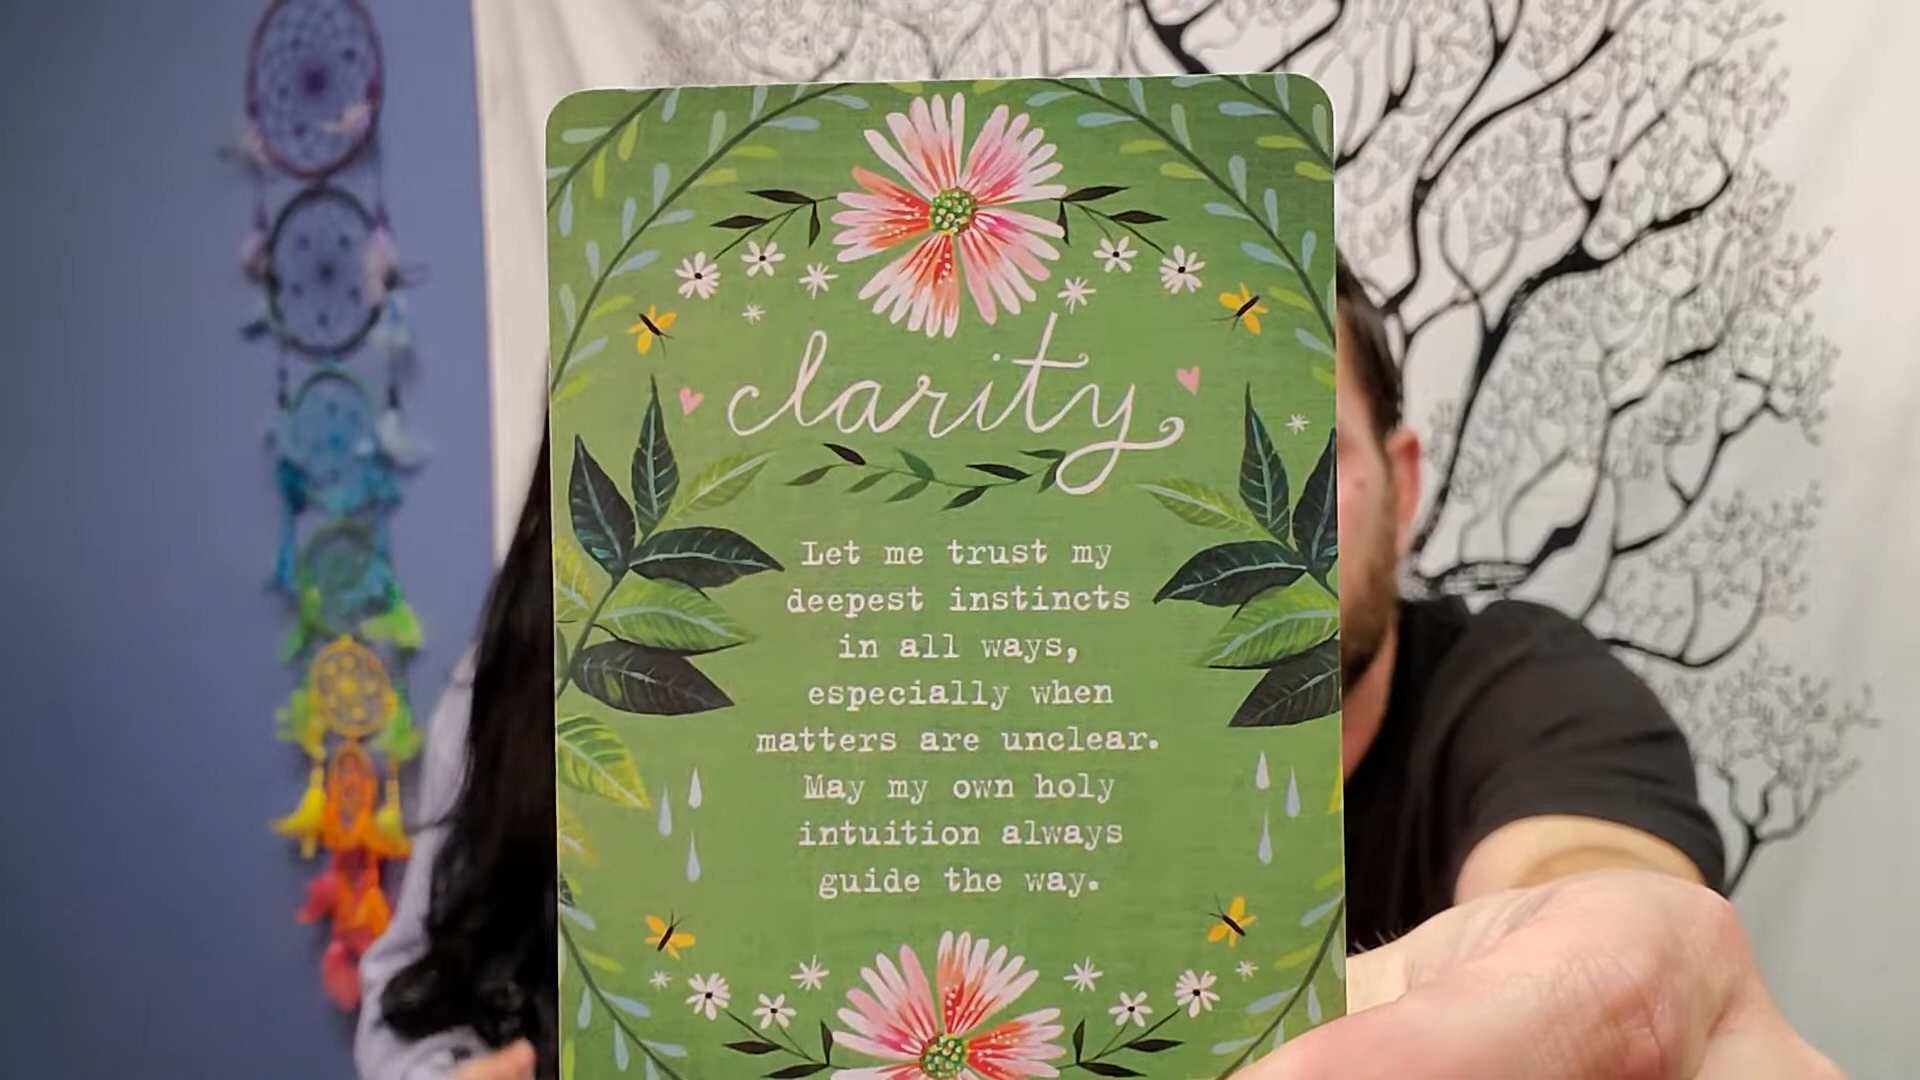 clarity
Let me trust my
deepest instincts
in all ways,
especially when
matters are unclear.
May my own holy
intuition always
guide the way.